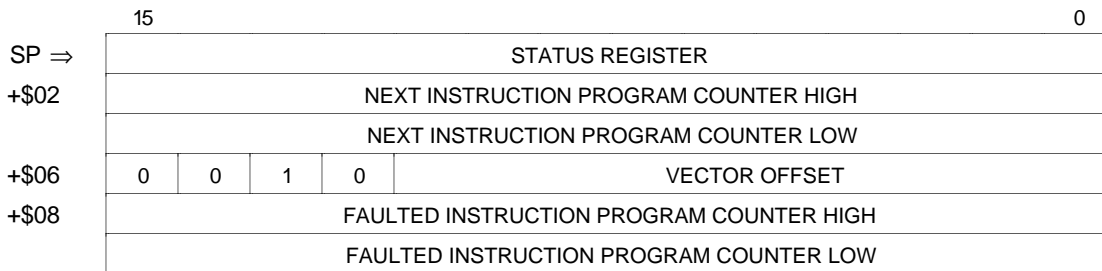 15 0
SP ⇒ STATUS REGISTER
+$02 NEXT INSTRUCTION PROGRAM COUNTER HIGH
NEXT INSTRUCTION PROGRAM COUNTER LOW
+$06 0 0 1 0 VECTOR OFFSET
+$08 FAULTED INSTRUCTION PROGRAM COUNTER HIGH
FAULTED INSTRUCTION PROGRAM COUNTER LOW